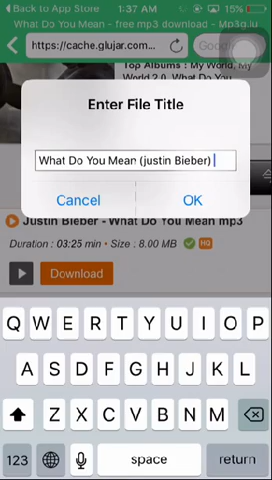 Back to App Store 1:37 AM 15%
What Do You Mean - free mp3 download - Mp3g.lu
https://cache.glujar.com...
Top Albums : My World, My
World 2.0, What Do You
Enter File Title
What Do You Mean (justin Bieber)
Cancel OK
Justin Bieber - What Do You Mean mp3
Duration : 03:25 min • Size : 8.00 MB HQ
Download
Q W E R T Y U I O P
A S D F G H J K L
Z X C V B N M
123 space return